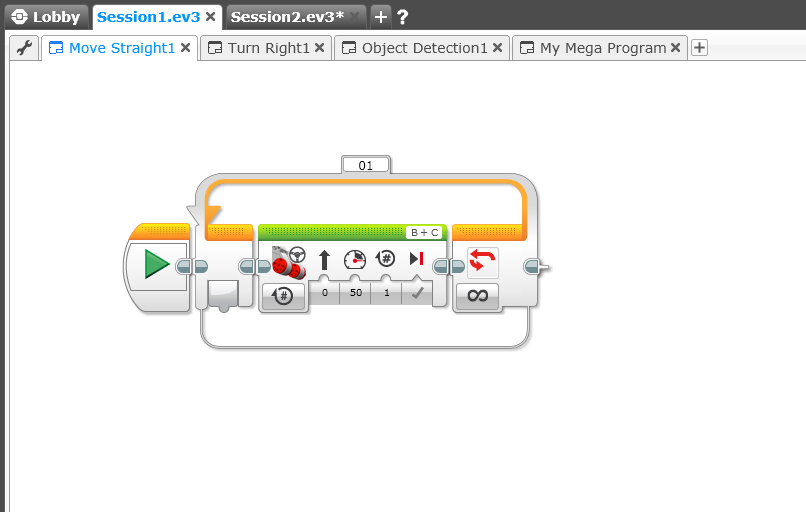 Lobby Session1.ev3 Session2.ev3* + ?
Move Straight1 Turn Right1 Object Detection1 My Mega Program
01
B + C
#
# 0 50 1